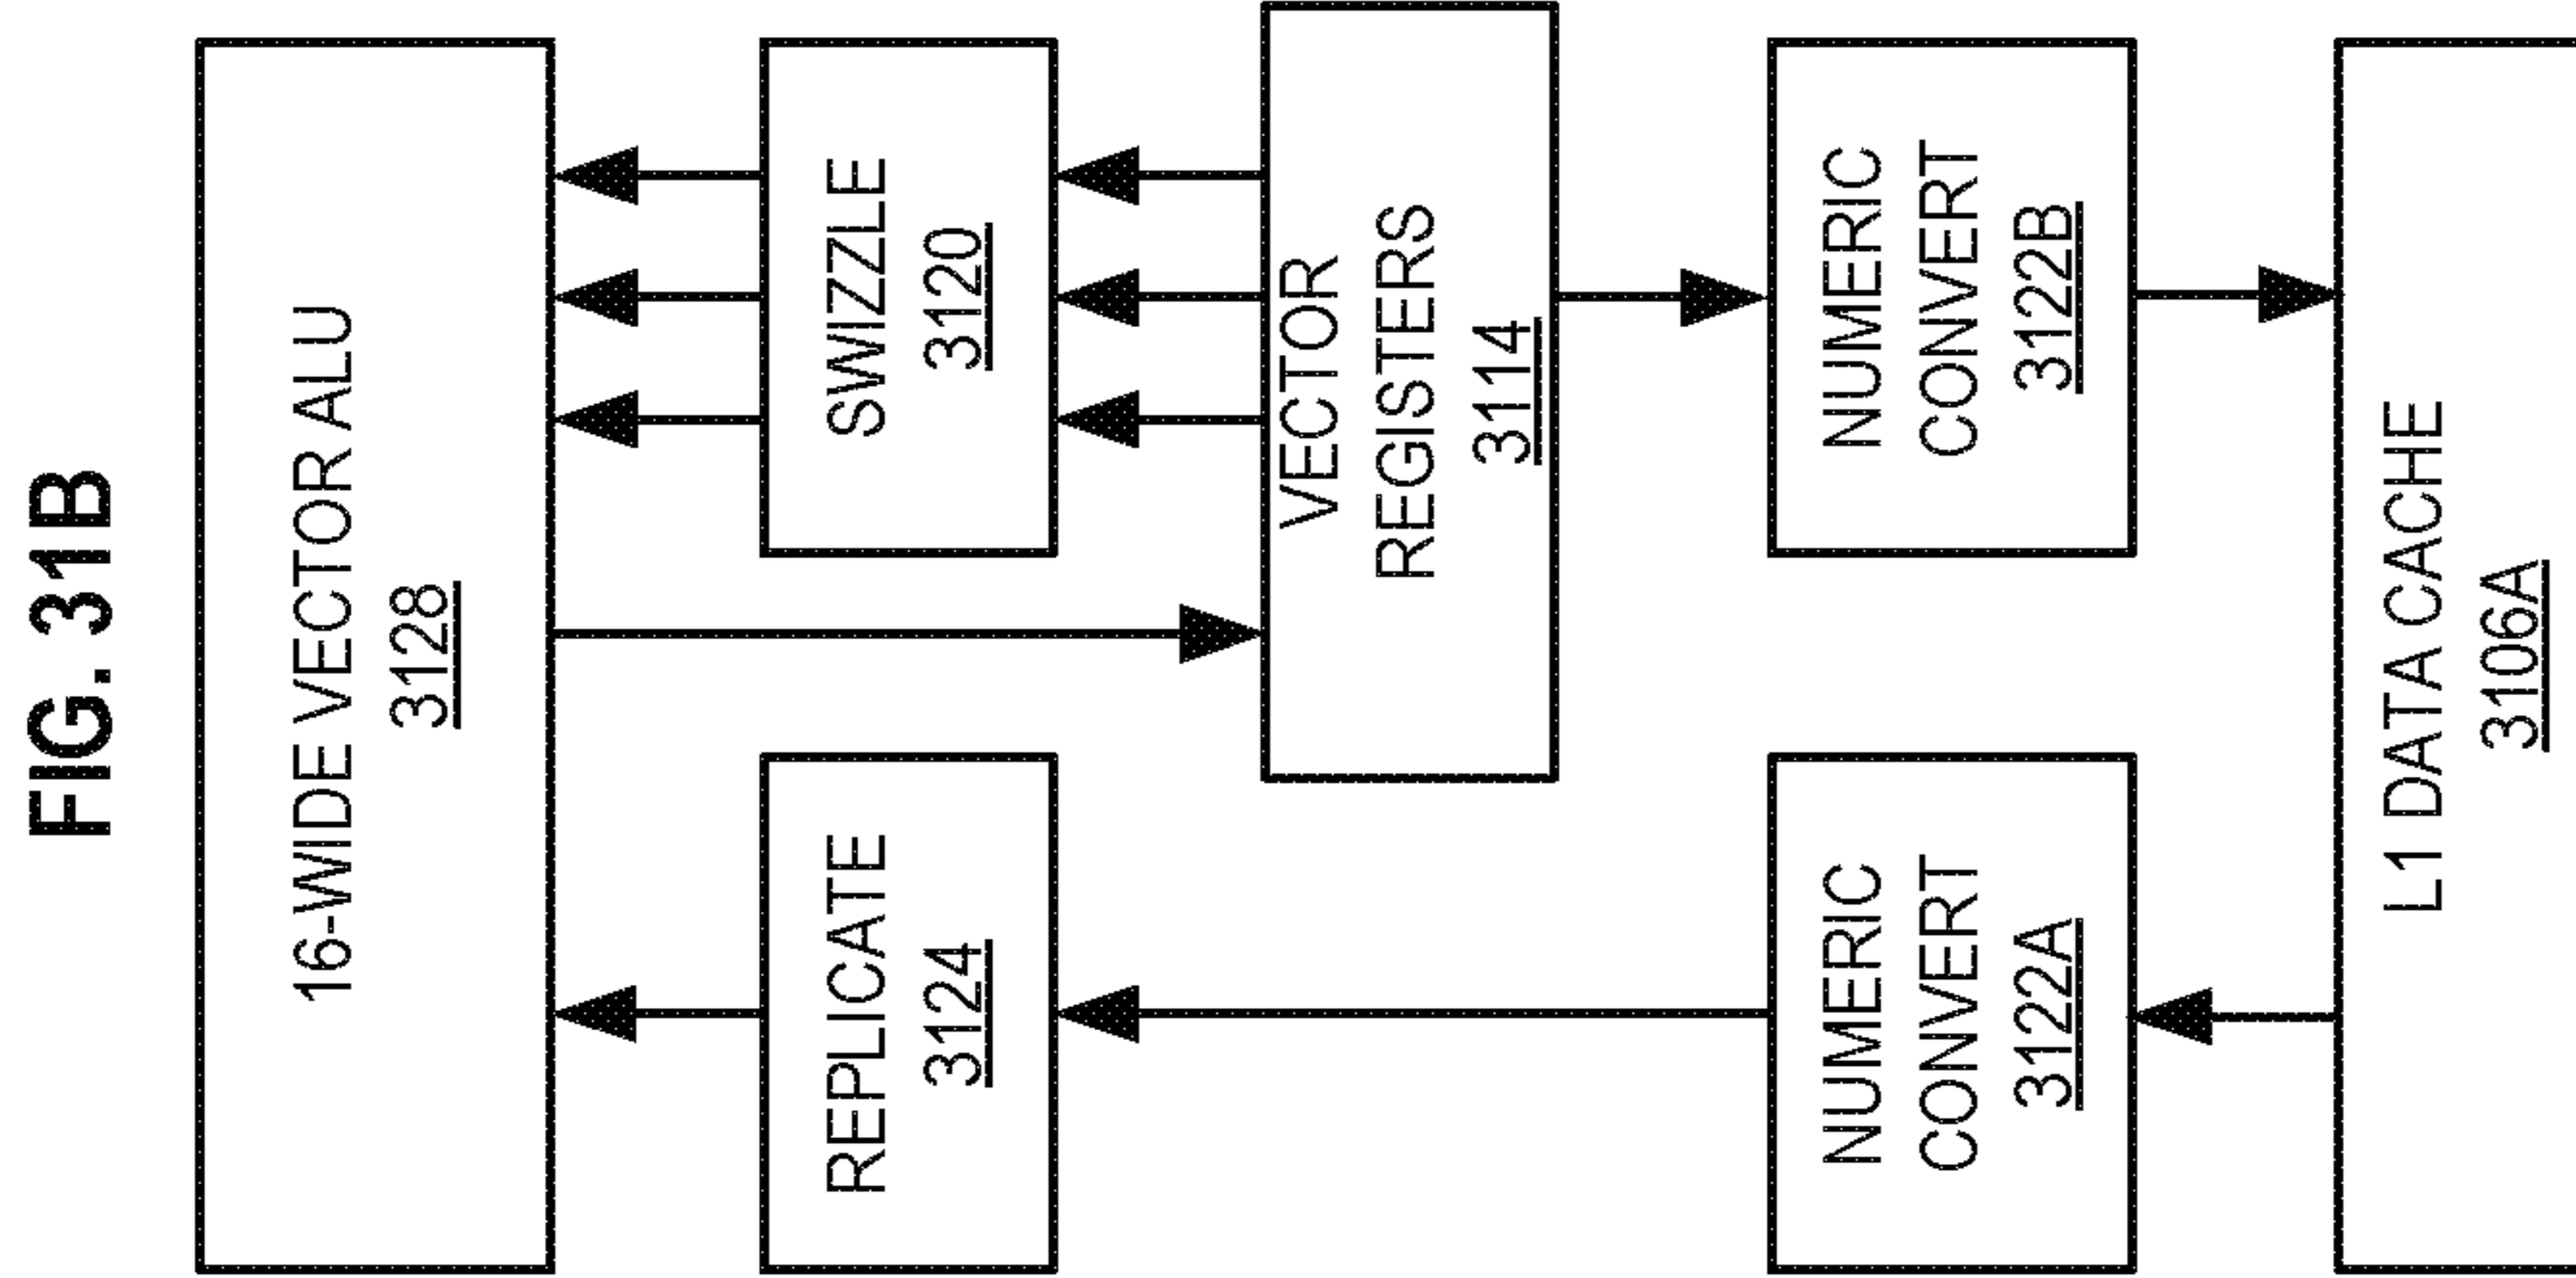 FIG. 31B
16-WIDE VECTOR ALU
3128
REPLICATE
3124
SWIZZLE
3120
VECTOR
REGISTERS
3114
NUMERIC
CONVERT
3122A
NUMERIC
CONVERT
3122B
L1 DATA CACHE
3106A